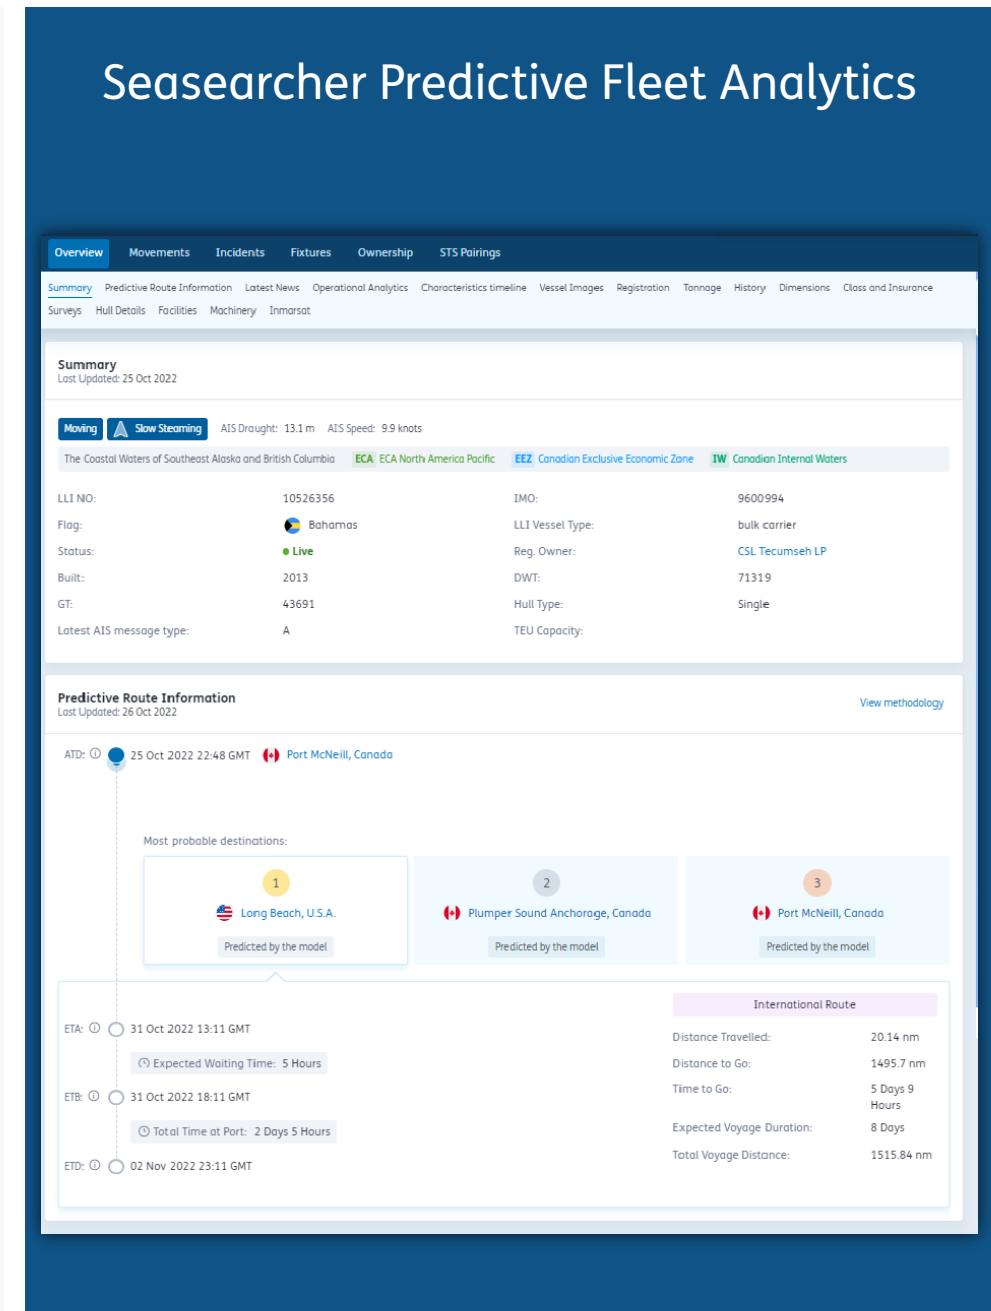 Seasearcher Predictive Fleet Analytics
Overview Movements Incidents Fixtures Ownership STS Pairings
Summary Predictive Route Information Latest News Operational Analytics Characteristics timeline Vessel Images Registration Tonnage History Dimensions Class and Insurance
Surveys Hull Details Facilities Machinery Inmarsat
Summary
Last Updated: 25 Oct 2022
Moving Slow Steaming AIS Draught: 13.1 m AIS Speed: 9.9 knots
The Coastal Waters of Southeast Alaska and British Columbia ECA ECA North America Pacific EEZ Canadian Exclusive Economic Zone IW Canadian Internal Waters
LLI NO: 10526356 IMO: 9600994
Flag: Bahamas LLI Vessel Type: bulk carrier
Status: Live Reg. Owner: CSL Tecumseh LP
Built: 2013 DWT: 71319
GT: 43691 Hull Type: Single
Latest AIS message type: A TEU Capacity:
Predictive Route Information
Last Updated: 26 Oct 2022
View methodology
ATD: 25 Oct 2022 22:48 GMT Port McNeill, Canada
Most probable destinations:
1 2 3
Long Beach, U.S.A. Plumper Sound Anchorage, Canada Port McNeill, Canada
Predicted by the model Predicted by the model Predicted by the model
International Route
ETA: 31 Oct 2022 13:11 GMT
Expected Waiting Time: 5 Hours
ETB: 31 Oct 2022 18:11 GMT
Total Time at Port: 2 Days 5 Hours
ETD: 02 Nov 2022 23:11 GMT
Distance Travelled: 20.14 nm
Distance to Go: 1495.7 nm
Time to Go: 5 Days 9
Hours
Expected Voyage Duration: 8 Days
Total Voyage Distance: 1515.84 nm